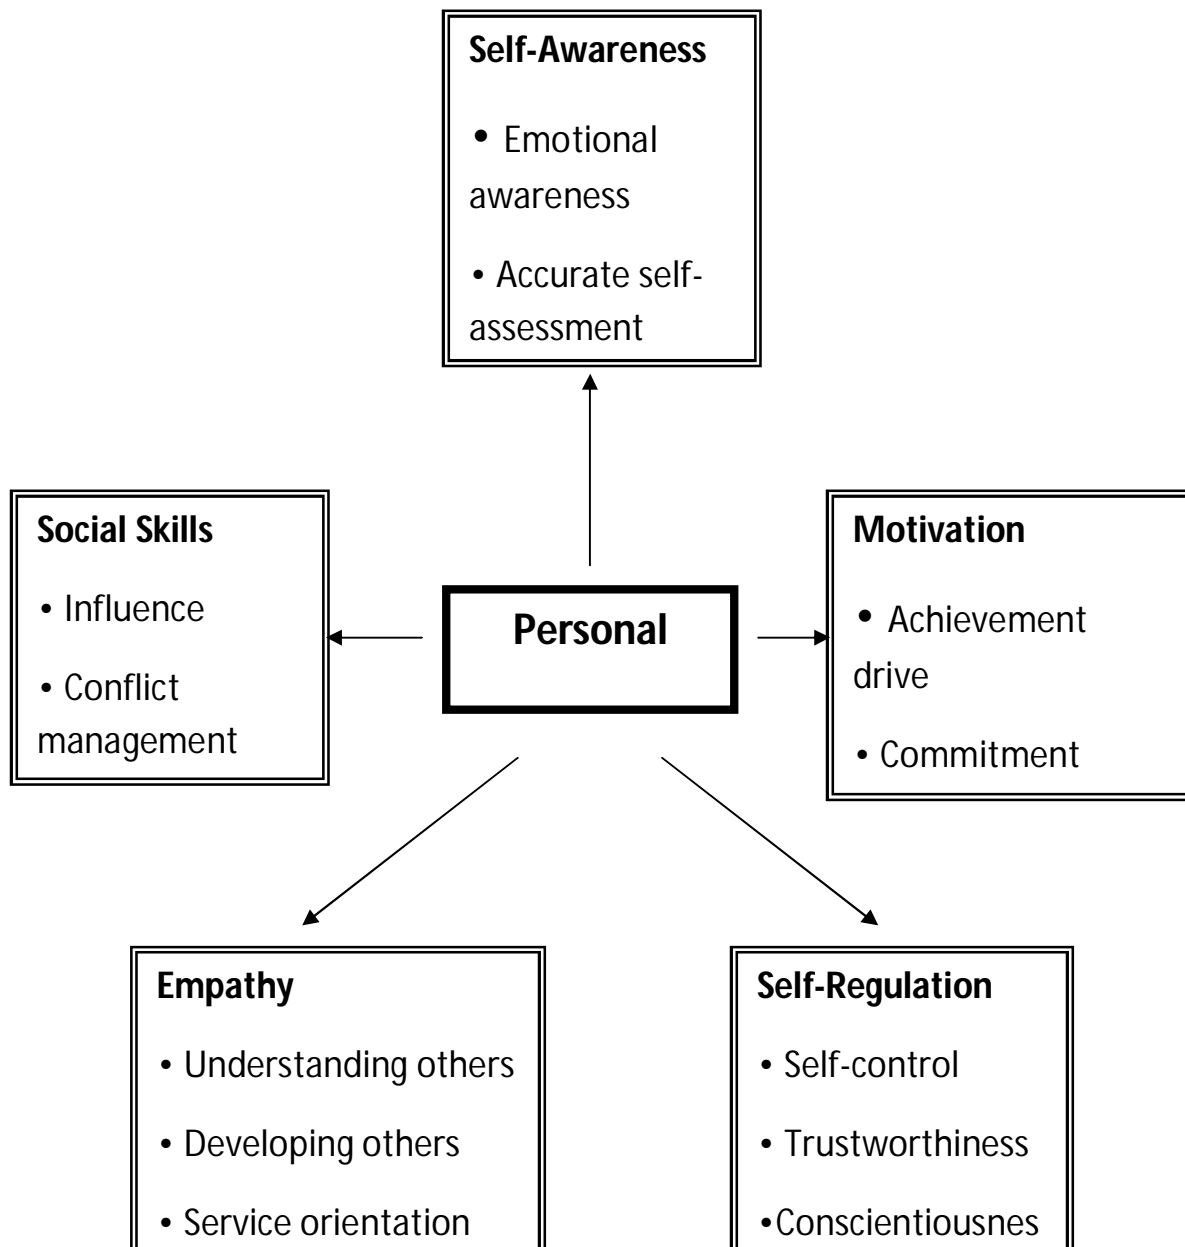 Self-Awareness
• Emotional
awareness
• Accurate self-
assessment
Social Skills
• Influence
• Conflict
management
Personal
Motivation
• Achievement
drive
• Commitment
Empathy
• Understanding others
• Developing others
• Service orientation
Self-Regulation
• Self-control
• Trustworthiness
•Conscientiousnes